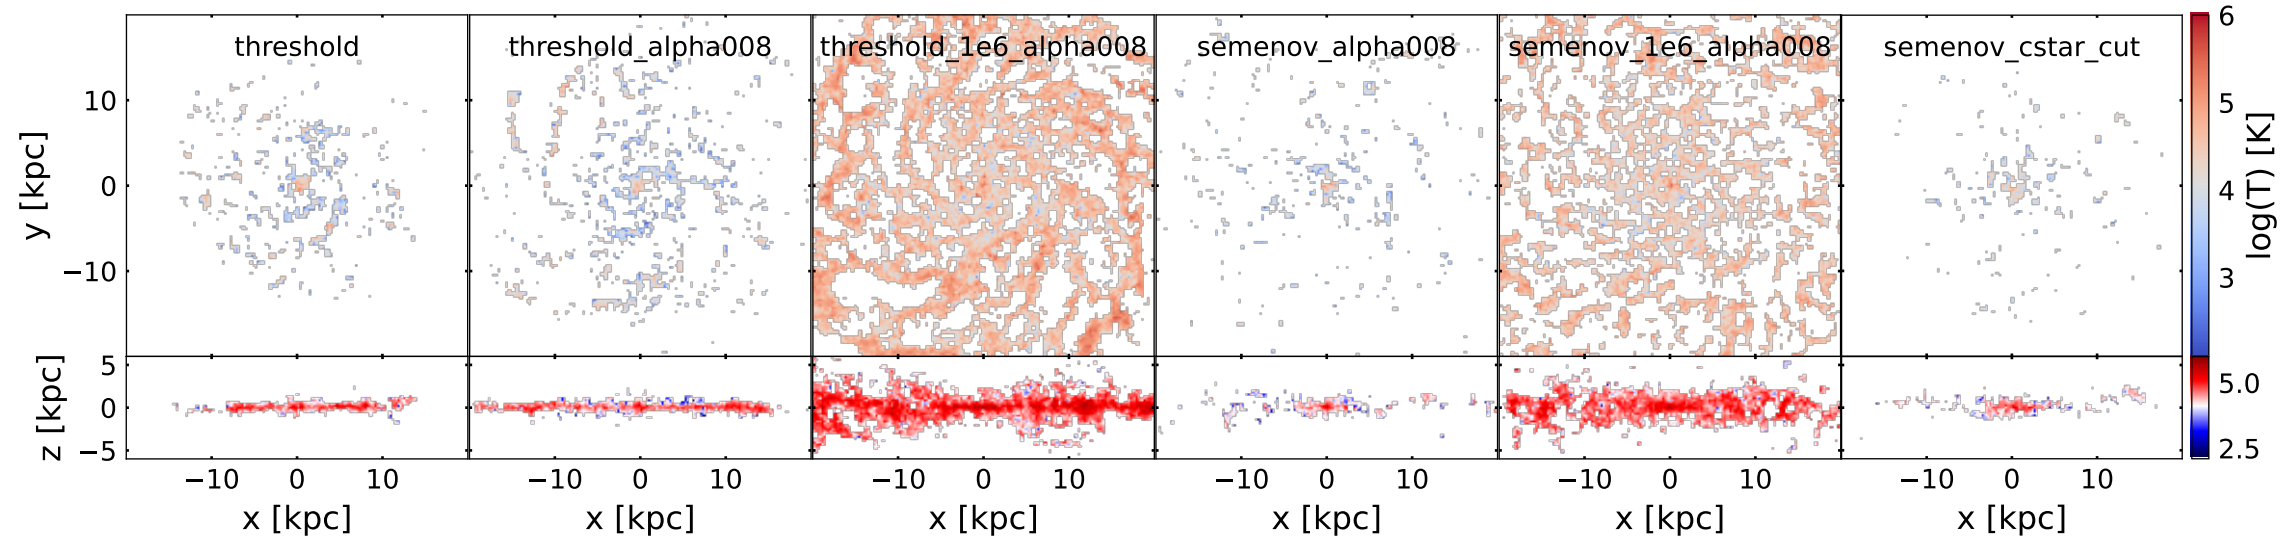 threshold
threshold_alpha008
threshold_1e6_alpha008
semenov_alpha008
semenov_1e6_alpha008
semenov_cstar_cut
10
0
−10
y [kpc]
6
5
4
3
log(T) [K]
5
0
−5
z [kpc]
5.0
2.5
−10 0 10
−10 0 10
−10 0 10
−10 0 10
−10 0 10
−10 0 10
x [kpc]
x [kpc]
x [kpc]
x [kpc]
x [kpc]
x [kpc]